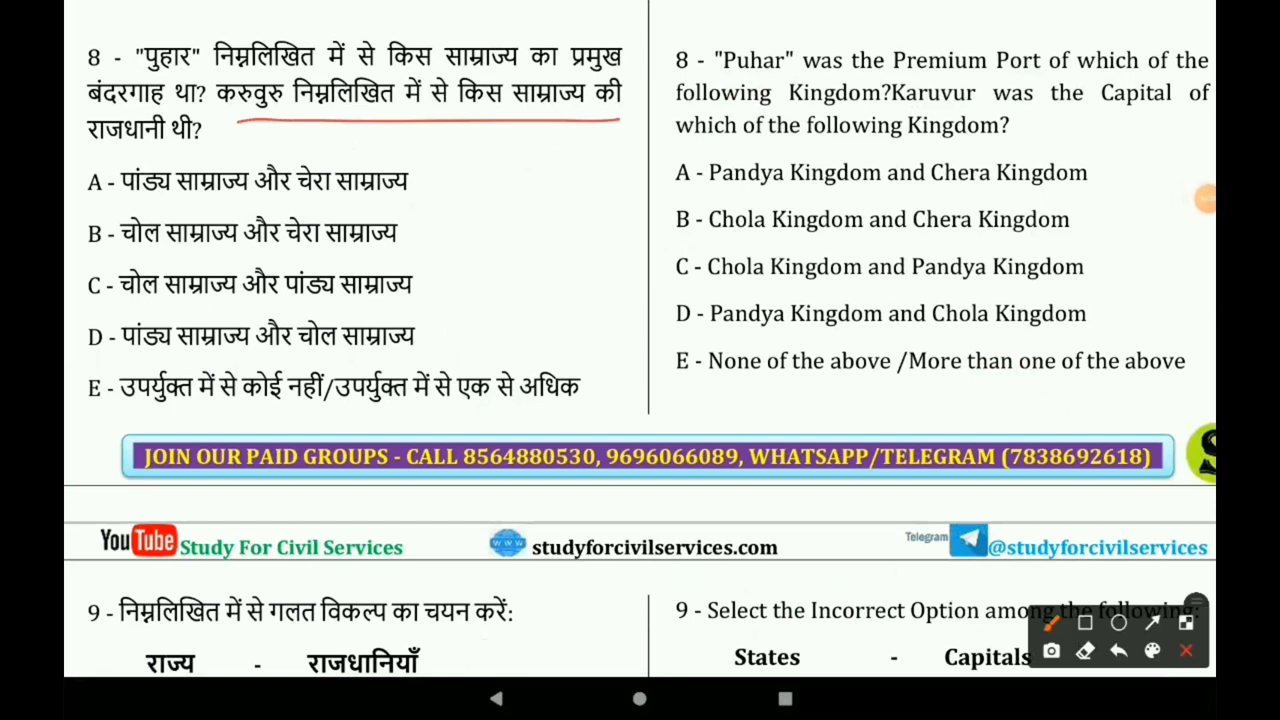 8 - "पुहार" निम्नलिखित में से किस साम्राज्य का प्रमुख
बंदरगाह था? करुवुरु निम्नलिखित में से किस साम्राज्य की
राजधानी थी?
A - पांड्य साम्राज्य और चेरा साम्राज्य
B - चोल साम्राज्य और चेरा साम्राज्य
C - चोल साम्राज्य और पांड्य साम्राज्य
D - पांड्य साम्राज्य और चोल साम्राज्य
E - उपर्युक्त में से कोई नहीं/उपर्युक्त में से एक से अधिक
8 - "Puhar" was the Premium Port of which of the
following Kingdom?Karuvur was the Capital of
which of the following Kingdom?
A - Pandya Kingdom and Chera Kingdom
B - Chola Kingdom and Chera Kingdom
C - Chola Kingdom and Pandya Kingdom
D - Pandya Kingdom and Chola Kingdom
E - None of the above /More than one of the above
JOIN OUR PAID GROUPS - CALL 8564880530, 9696066089, WHATSAPP/TELEGRAM (7838692618)
YouTube Study For Civil Services
www studyforcivilservices.com
Telegram @studyforcivilservices
9 - निम्नलिखित में से गलत विकल्प का चयन करें:
राज्य - राजधानियाँ
9 - Select the Incorrect Option among the following:
States - Capitals